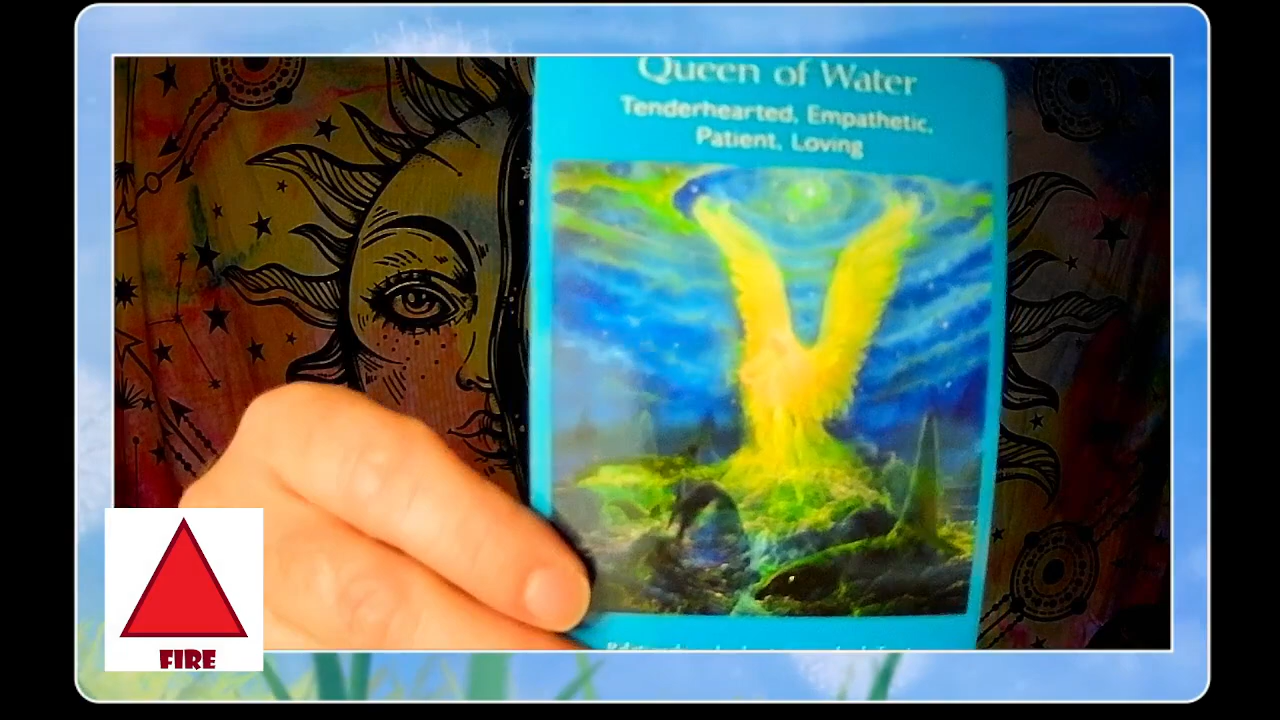 Queen of Water
Tenderhearted, Empathetic,
Patient, Loving
FIRE